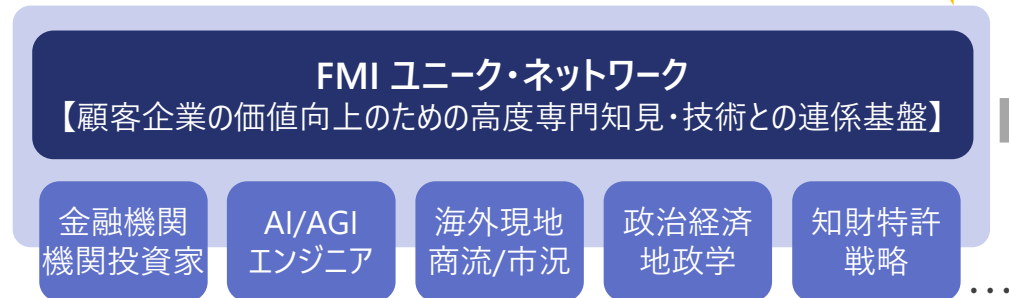 FMI ユニーク・ネットワーク
【顧客企業の価値向上のための高度専門知見・技術との連係基盤】
金融機関
機関投資家
AI/AGI
エンジニア
海外現地
商流/市況
政治経済
地政学
知財特許
戦略
…